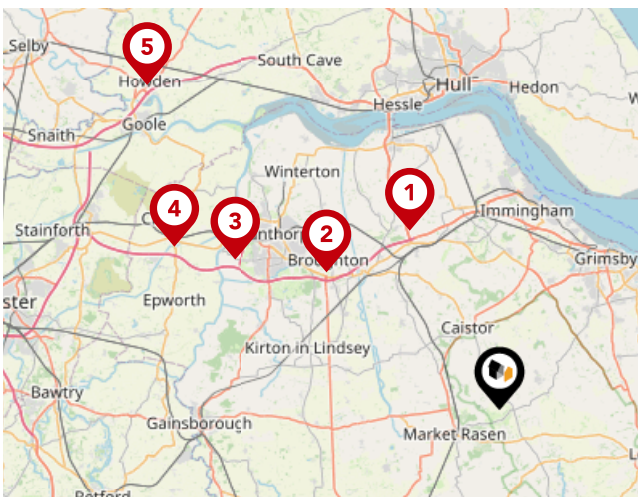 5
Selby
South Cave
Howden
Hull
Hedon
Hessle
Goole
Snaith
Winterton
1
4
3
2
Immingham
Stainforth
Grimsby
Epworth
Caistor
Kirton in Lindsey
Bawtry
Gainsborough
Market Rasen